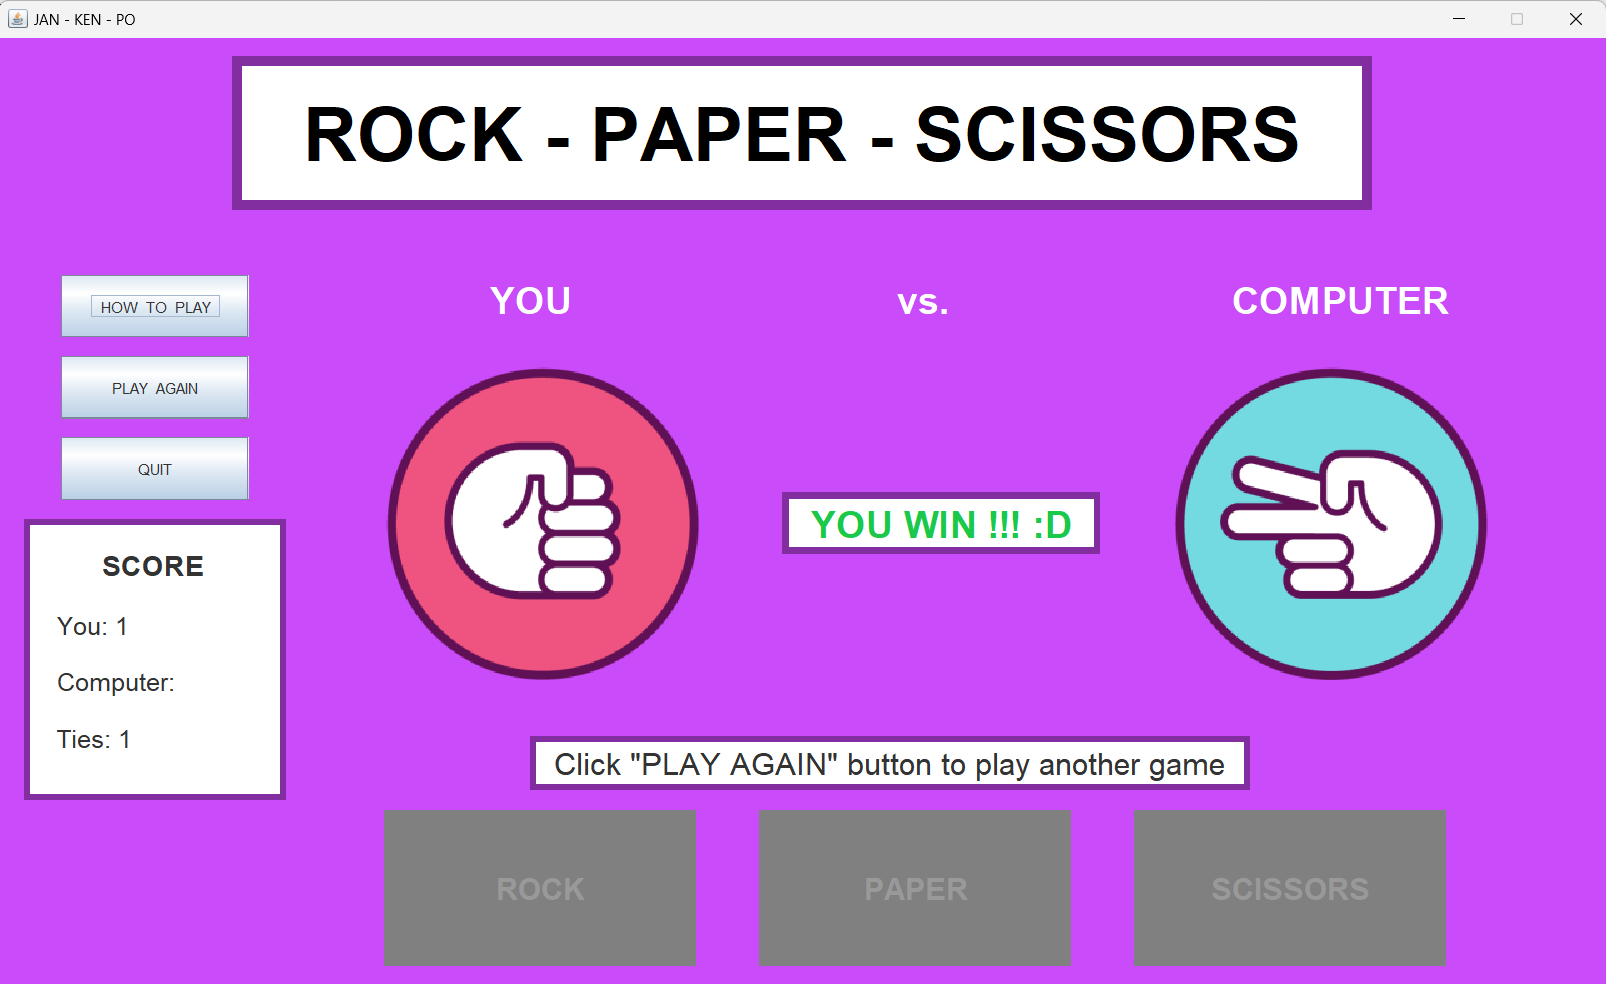 JAN - KEN - PO
ROCK - PAPER - SCISSORS
HOW TO PLAY
PLAY AGAIN
QUIT
SCORE
You: 1
Computer:
Ties: 1
YOU
vs.
COMPUTER
YOU WIN !!! :D
Click "PLAY AGAIN" button to play another game
ROCK
PAPER
SCISSORS